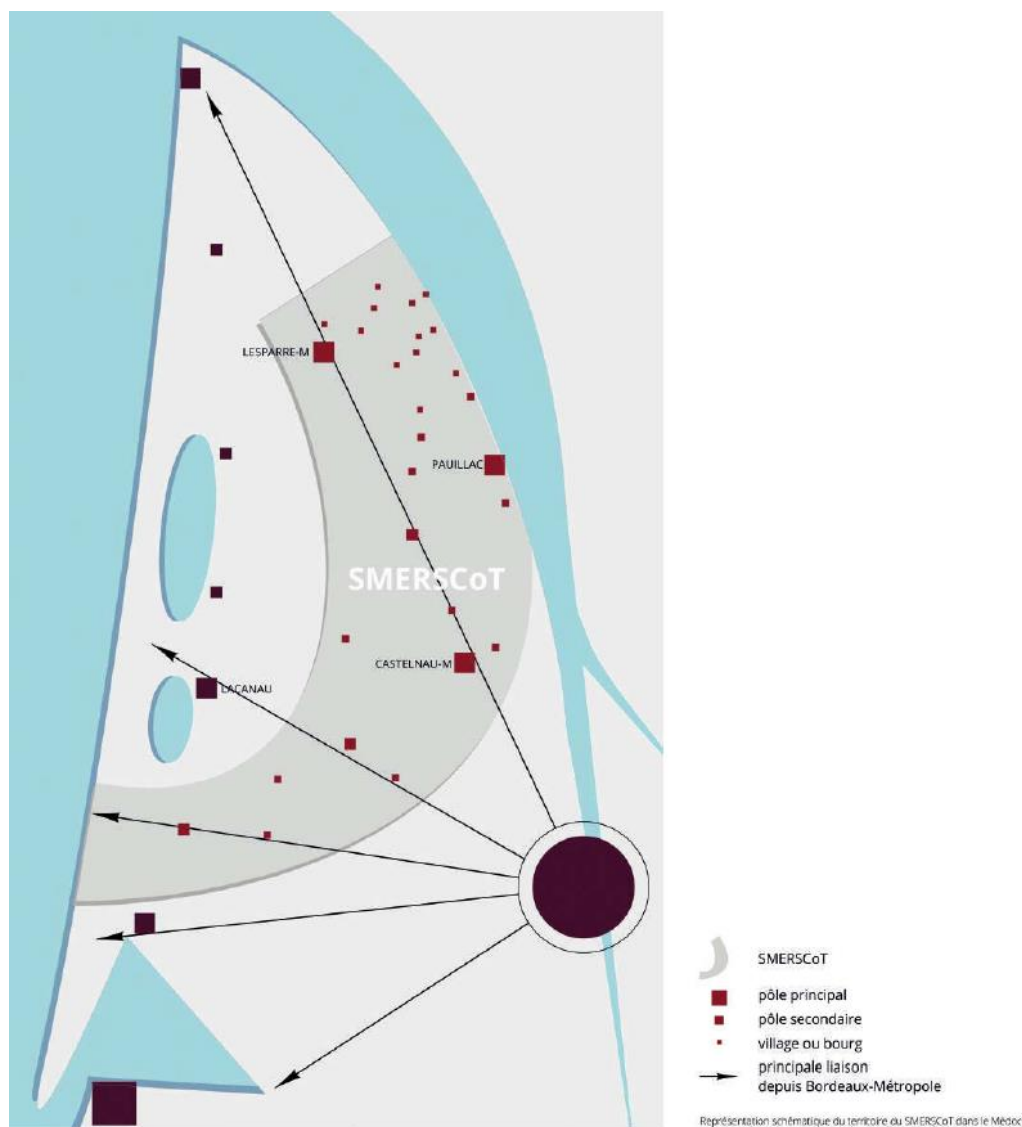 LESPARRE-M
PAUILLAC
SMERSCoT
CASTELNAU-M
LACANAU
SMERSCoT
pôle principal
pôle secondaire
village ou bourg
principale liaison
depuis Bordeaux-Métropole
Représentation schématique du territoire du SMERSCoT dans le Médoc